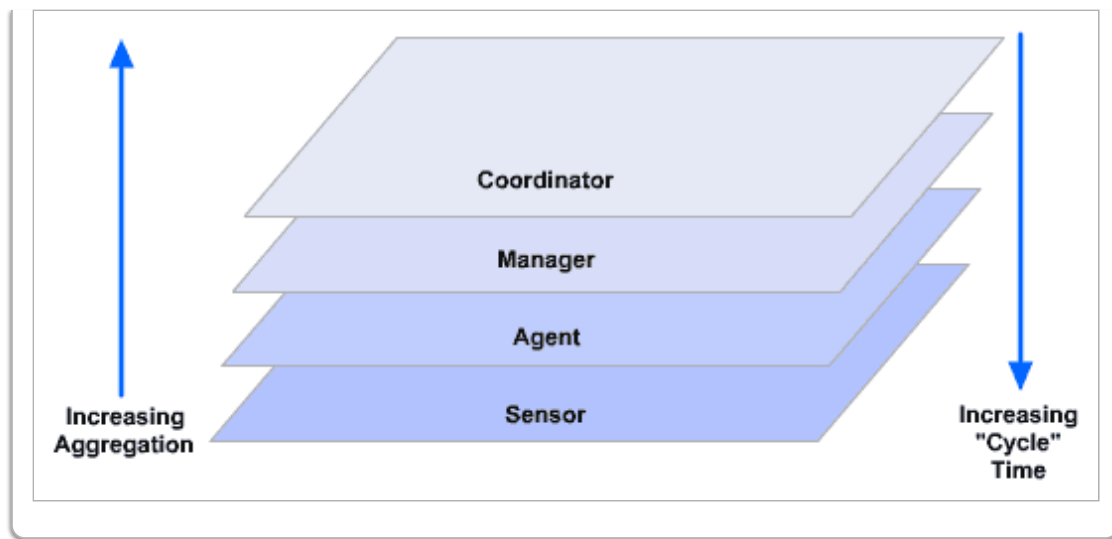 Coordinator
Manager
Agent
Sensor
Increasing
Aggregation
Increasing
"Cycle"
Time